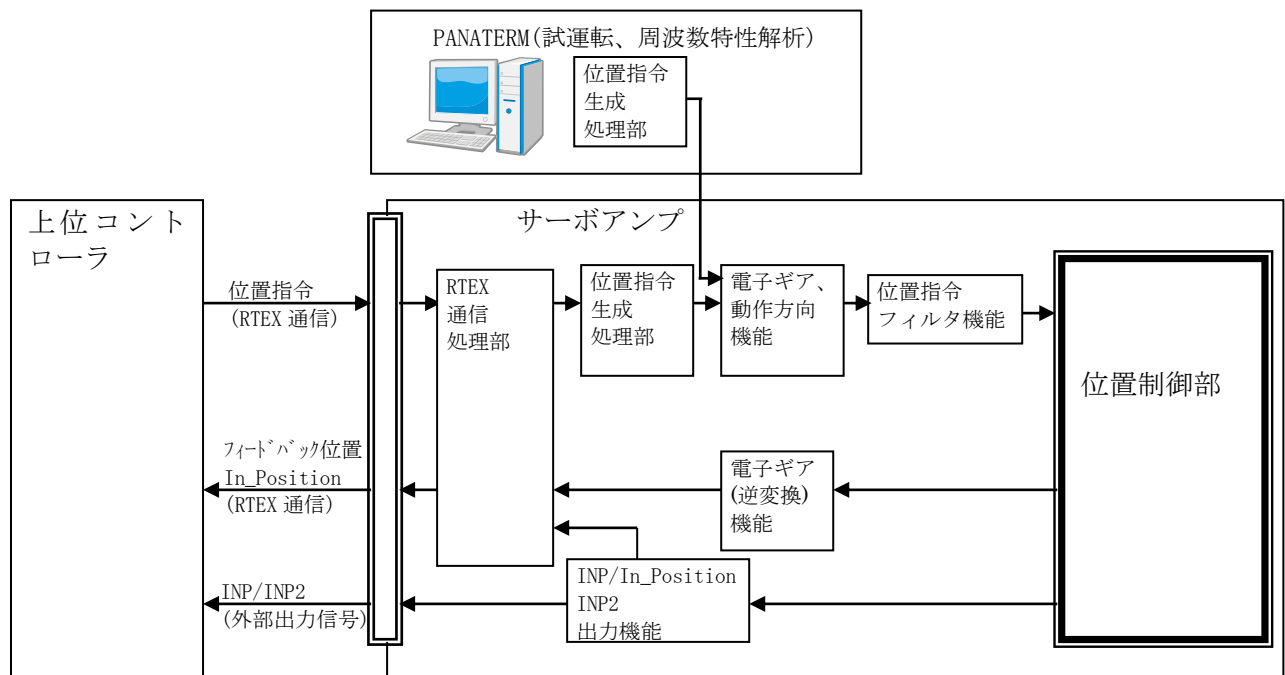 PANATERM(試運転、周波数特性解析)
位置指令
生成
処理部
上位コント
ローラ
サーボアンプ
位置指令
(RTEX 通信)
RTEX
通信
処理部
位置指令
生成
処理部
電子ギア、
動作方向
機能
位置指令
フィルタ機能
位置制御部
フィードバック位置
In_Position
(RTEX 通信)
電子ギア
(逆変換)
機能
INP/INP2
(外部出力信号)
INP/In_Position
INP2
出力機能